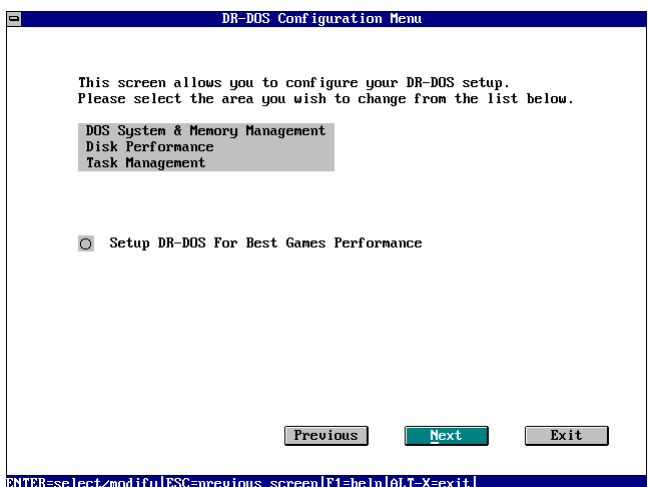 DR-DOS Configuration Menu
This screen allows you to configure your DR-DOS setup.
Please select the area you wish to change from the list below.
DOS System & Memory Management
Disk Performance
Task Management
Setup DR-DOS For Best Games Performance
Previous Next Exit
ENTER=select/modify|ESC=previous screen|F1=help|ALT-X=exit|